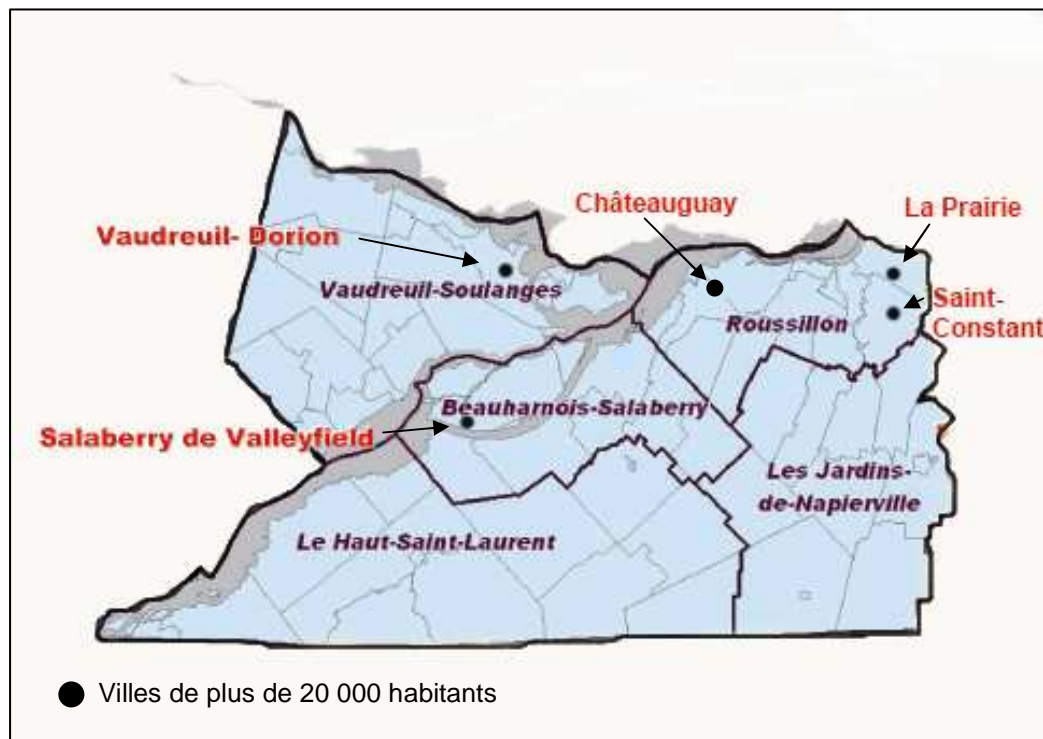 Châteauguay
La Prairie
Vaudreuil- Dorion
Vaudreuil-Soulanges
Saint-
Constant
Roussillon
Beauharnois-Salaberry
Salaberry de Valleyfield
Les Jardins-
de-Napierville
Le Haut-Saint-Laurent
Villes de plus de 20 000 habitants